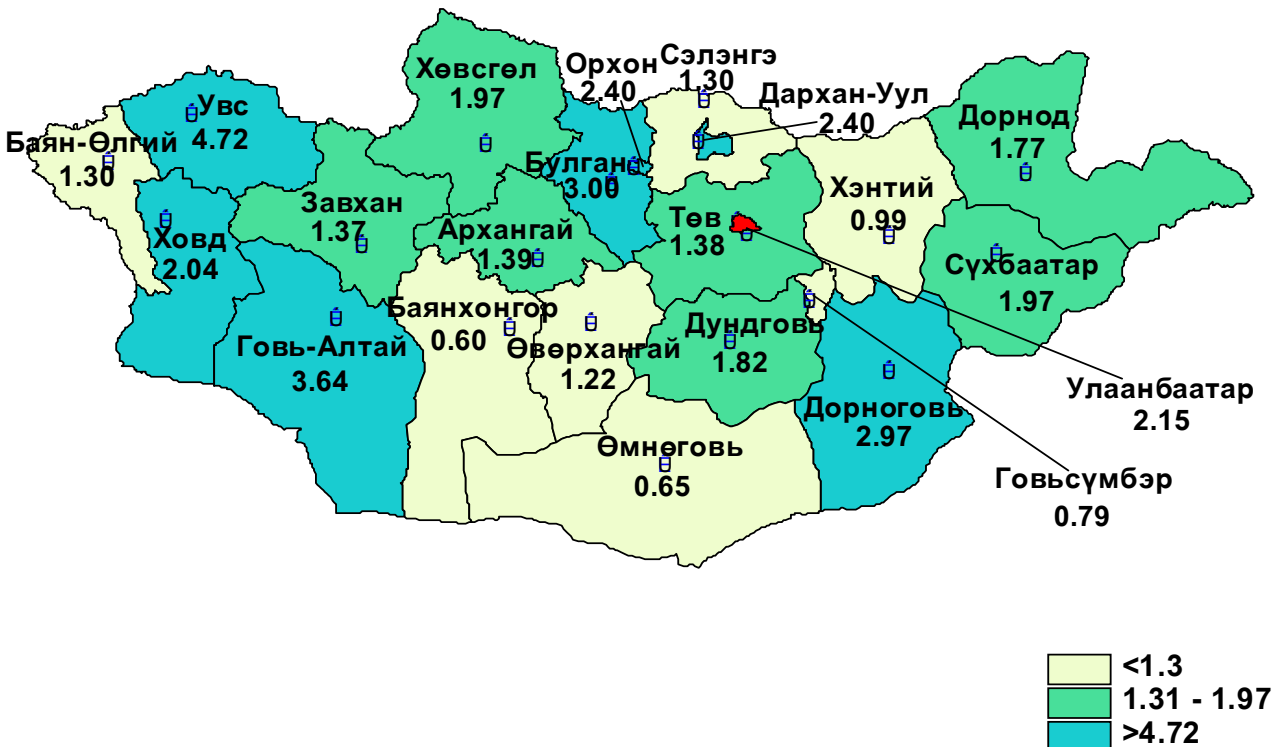 Хөвсгөл
1.97
Орхон
2.40
Сэлэнгэ
1.30
Дархан-Уул
2.40
Увс
4.72
Дорнод
1.77
Баян-Өлгий
1.30
Булган
3.00
Хэнтий
0.99
Завхан
1.37
Төв
1.38
Ховд
2.04
Архангай
1.39
Сүхбаатар
1.97
Баянхонгор
0.60
Дундговь
1.82
Говь-Алтай
3.64
Өвөрхангай
1.22
Улаанбаатар
2.15
Дорноговь
2.97
Өмнөговь
0.65
Говьсүмбэр
0.79
<1.3
1.31 - 1.97
>4.72